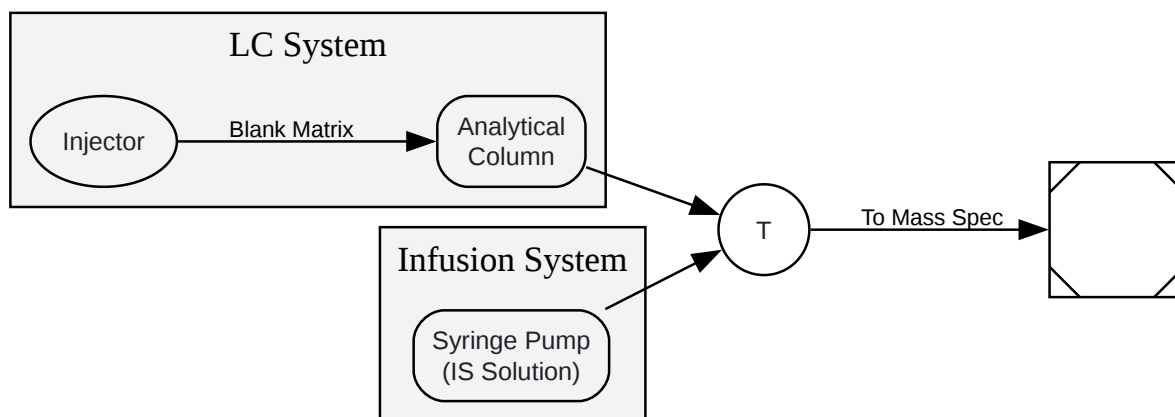 LC System
Injector
Blank Matrix
Analytical
Column
T
To Mass Spec
Infusion System
Syringe Pump
(IS Solution)